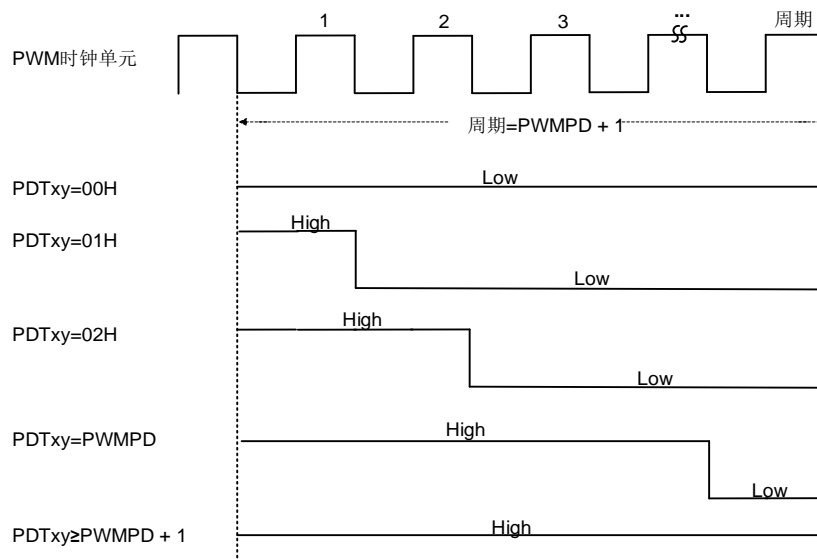 1 2 3 ... 周期
PWM时钟单元
周期=PWMPD + 1
PDTxy=00H Low
PDTxy=01H High Low
PDTxy=02H High Low
PDTxy=PWMPD High Low
PDTxy≥PWMPD + 1 High